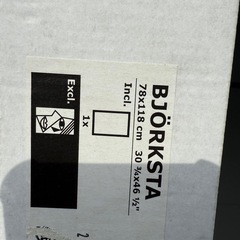 BJÖRKSTA
78x118 cm 30 ¾x46 ½"
Incl.
1x
Excl.